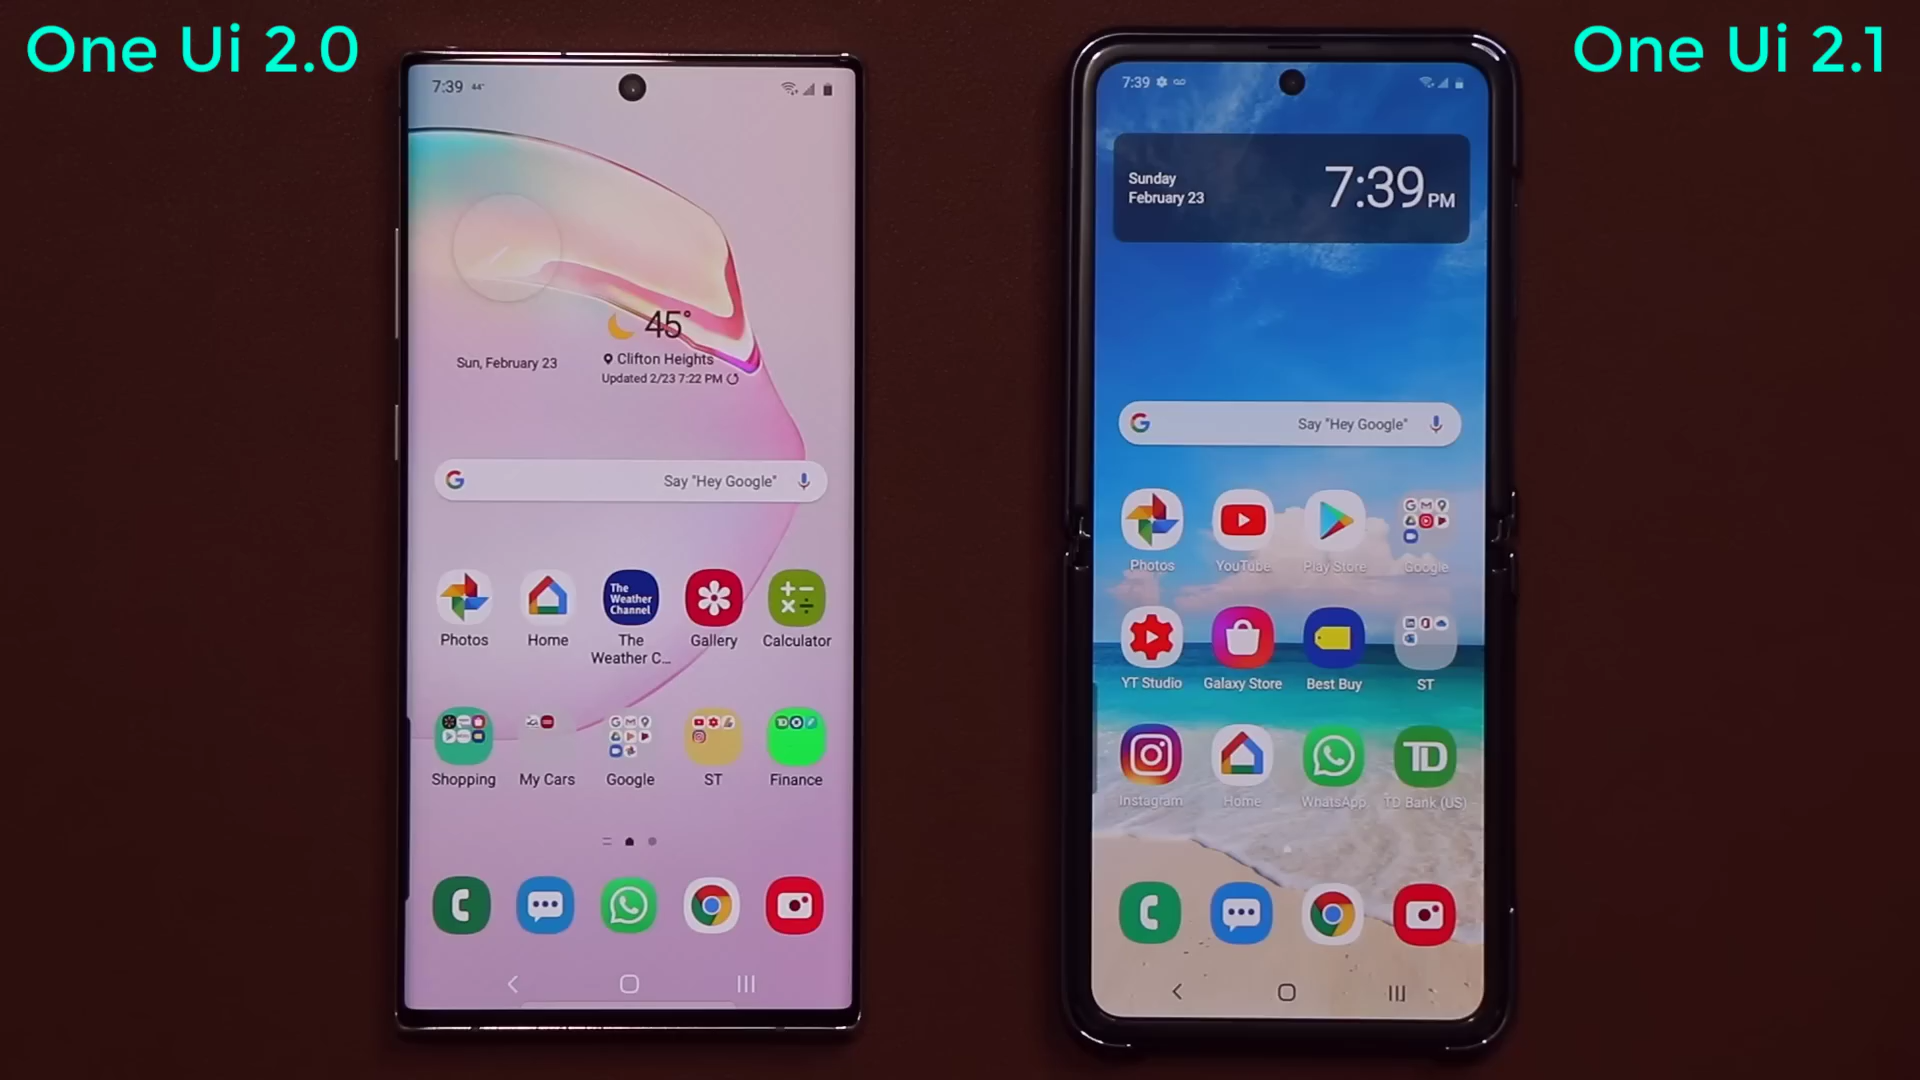 One Ui 2.0
One Ui 2.1
7:39 44°
45°
Sun, February 23
Clifton Heights
Updated 2/23 7:22 PM
Say "Hey Google"
The Weather Channel
Photos
Home
The Weather C...
Gallery
Calculator
Shopping
My Cars
Google
ST
Finance
7:39
Sunday
February 23
7:39 PM
Say "Hey Google"
Photos
YouTube
Play Store
Google
YT Studio
Galaxy Store
Best Buy
ST
TD
Instagram
Home
WhatsApp
TD Bank (US)